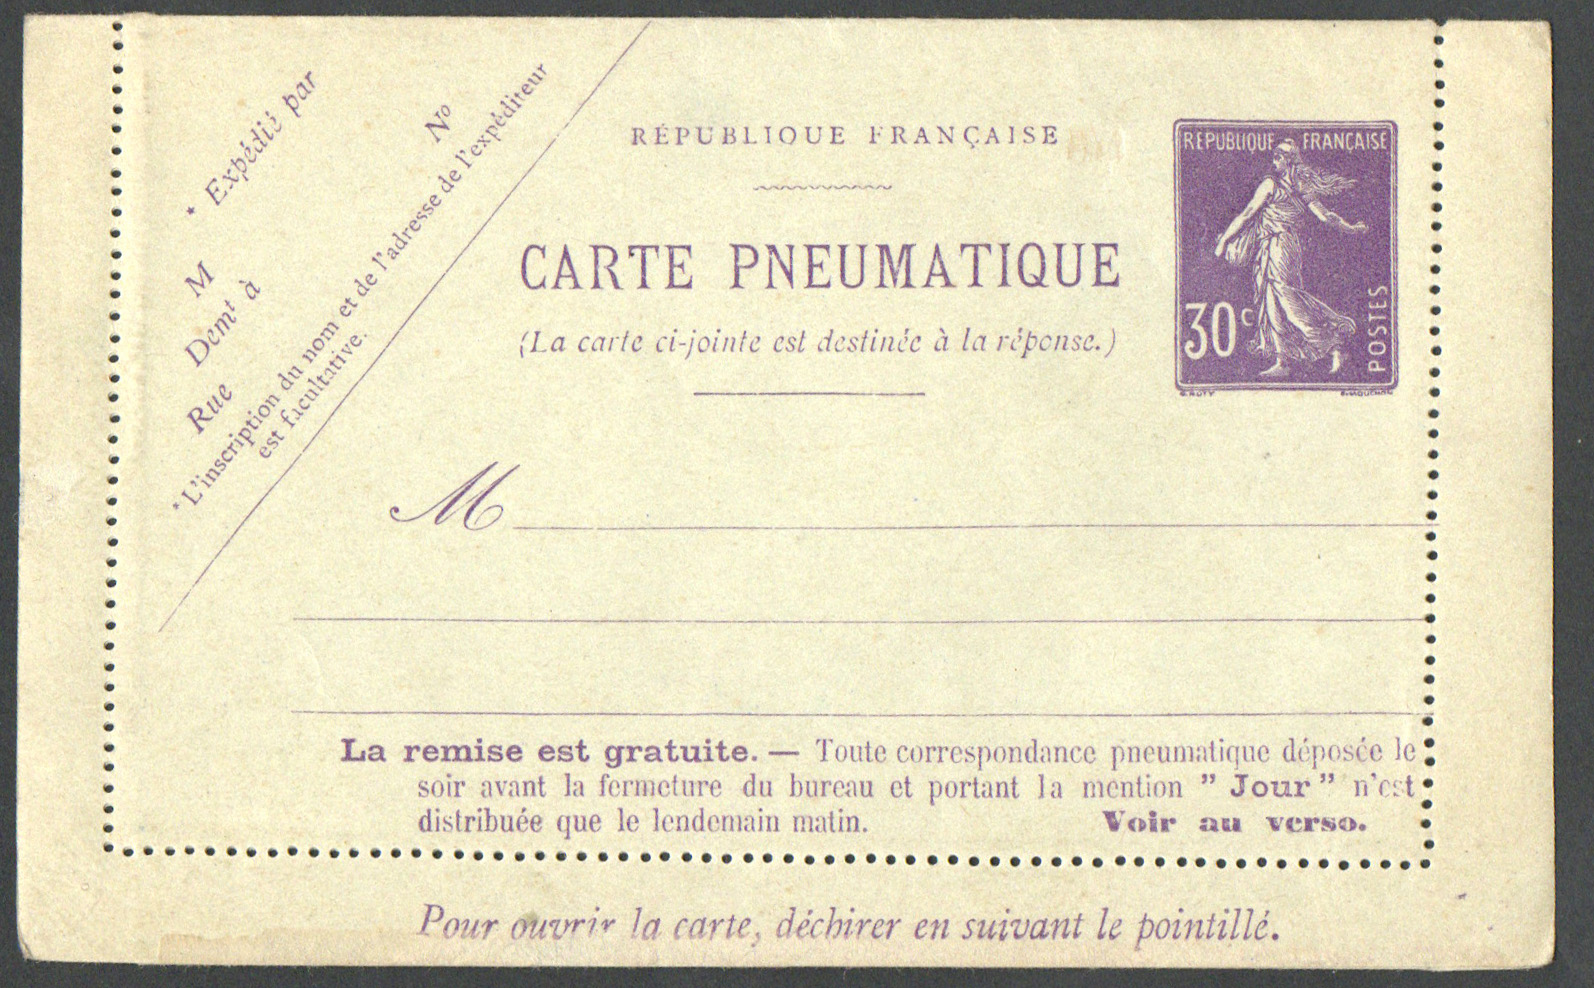 * Expédié par
M
Demt à
Rue
No
*L'inscription du nom et de l'adresse de l'expéditeur
est facultative.
RÉPUBLIQUE FRANÇAISE
CARTE PNEUMATIQUE
(La carte ci-jointe est destinée à la réponse.)
REPUBLIQUE FRANÇAISE
30c
POSTES
O. ROTY
E. MOUCHON
M
La remise est gratuite. — Toute correspondance pneumatique déposée le
soir avant la fermeture du bureau et portant la mention " Jour " n'est
distribuée que le lendemain matin. Voir au verso.
Pour ouvrir la carte, déchirer en suivant le pointillé.